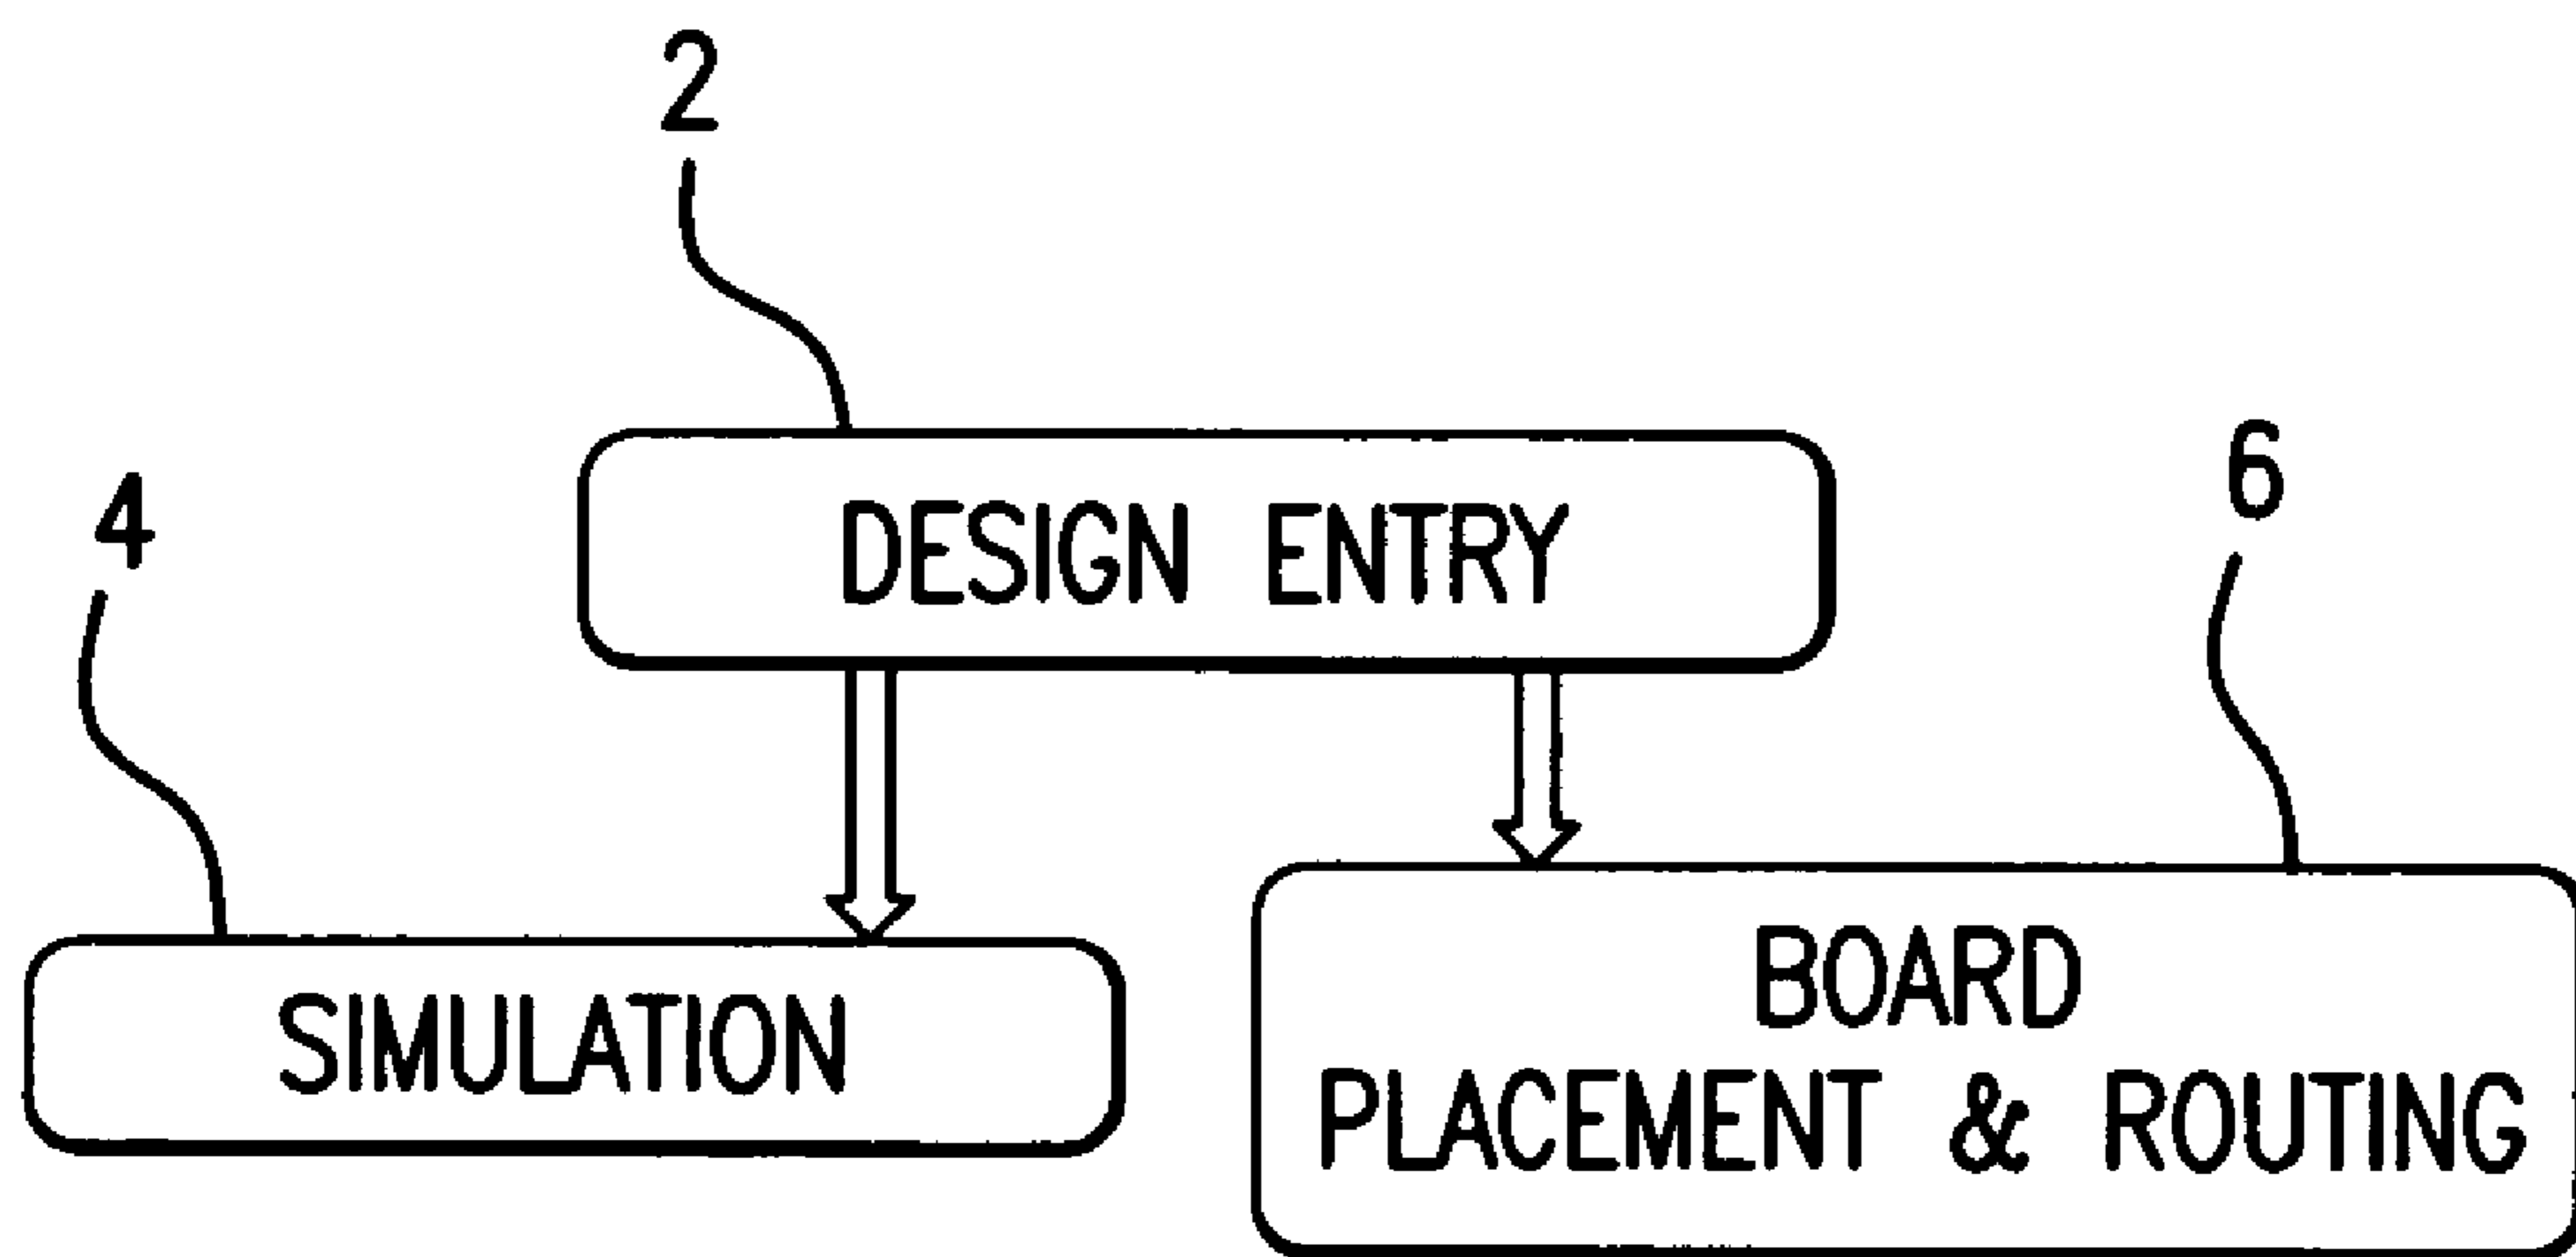 2
DESIGN ENTRY
4
6
SIMULATION
BOARD
PLACEMENT & ROUTING